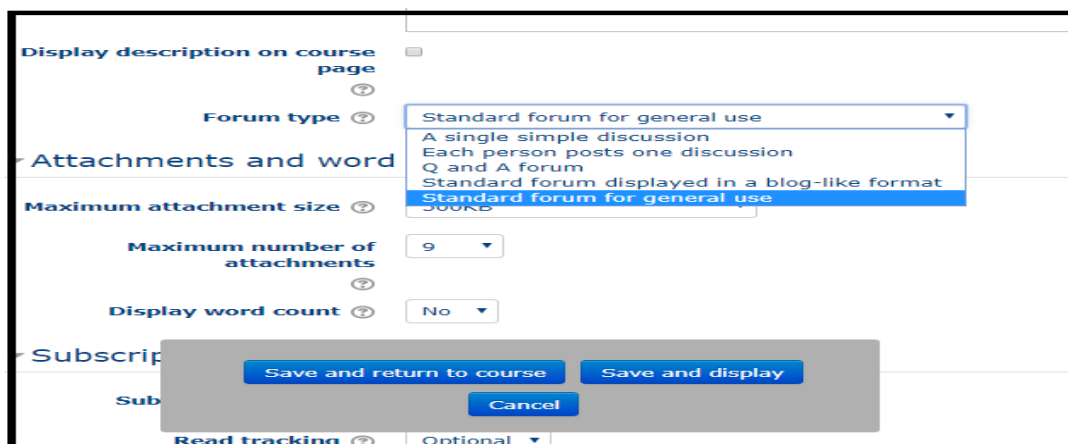 Display description on course
page
Forum type Standard forum for general use
A single simple discussion
Each person posts one discussion
Q and A forum
Standard forum displayed in a blog-like format
Standard forum for general use
Attachments and word
Maximum attachment size 500KB
Maximum number of 9
attachments
Display word count No
Subscrip
Save and return to course Save and display
Sub
Cancel
Read tracking Optional